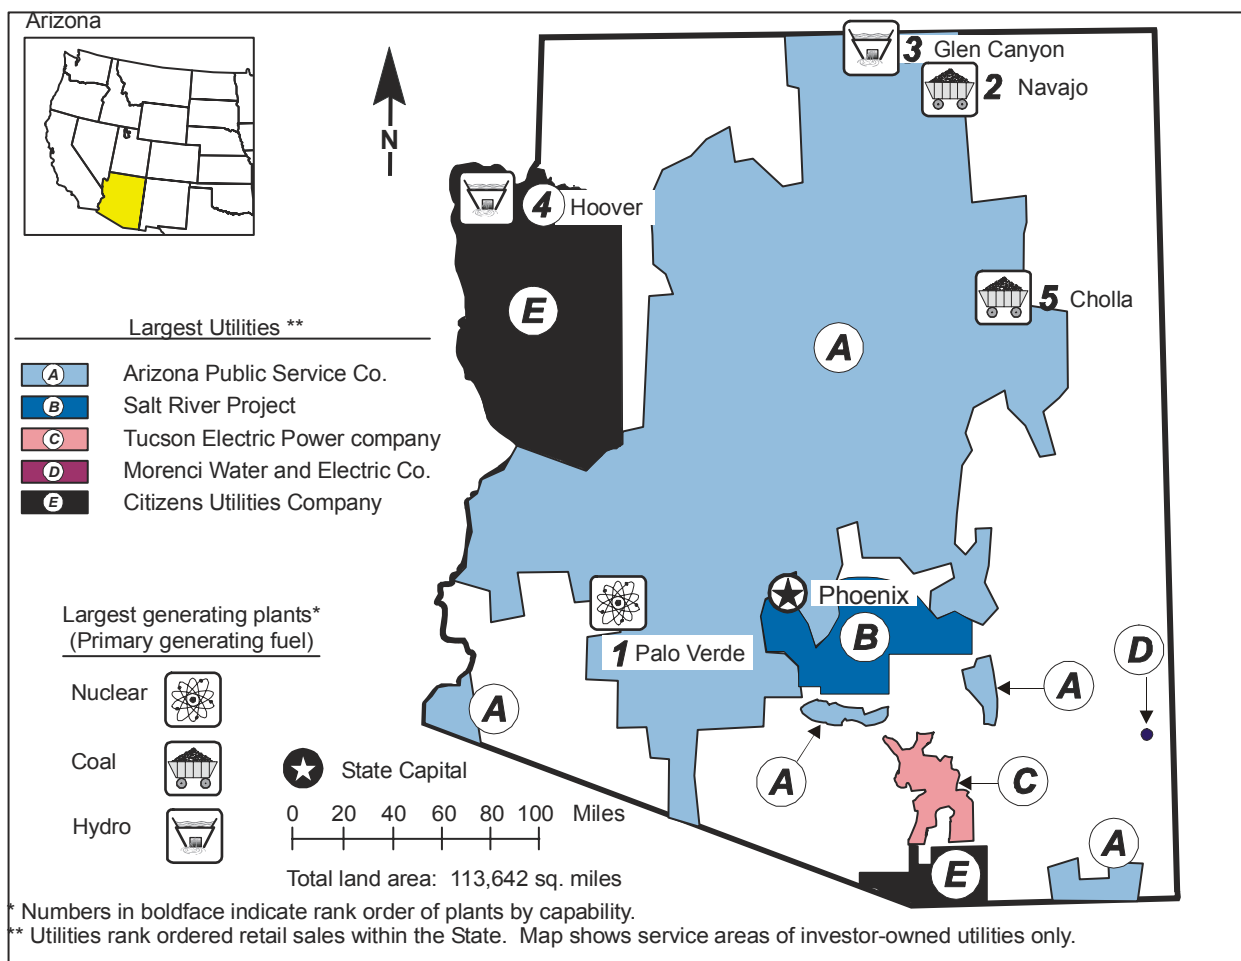 Arizona
N
3 Glen Canyon
2 Navajo
4 Hoover
5 Cholla
E
A
Largest Utilities **
A Arizona Public Service Co.
B Salt River Project
C Tucson Electric Power company
D Morenci Water and Electric Co.
E Citizens Utilities Company
Phoenix
B
1 Palo Verde
D
A
A
A
C
A
E
Largest generating plants*
(Primary generating fuel)
Nuclear
Coal
Hydro
State Capital
0 20 40 60 80 100 Miles
Total land area: 113,642 sq. miles
* Numbers in boldface indicate rank order of plants by capability.
** Utilities rank ordered retail sales within the State. Map shows service areas of investor-owned utilities only.